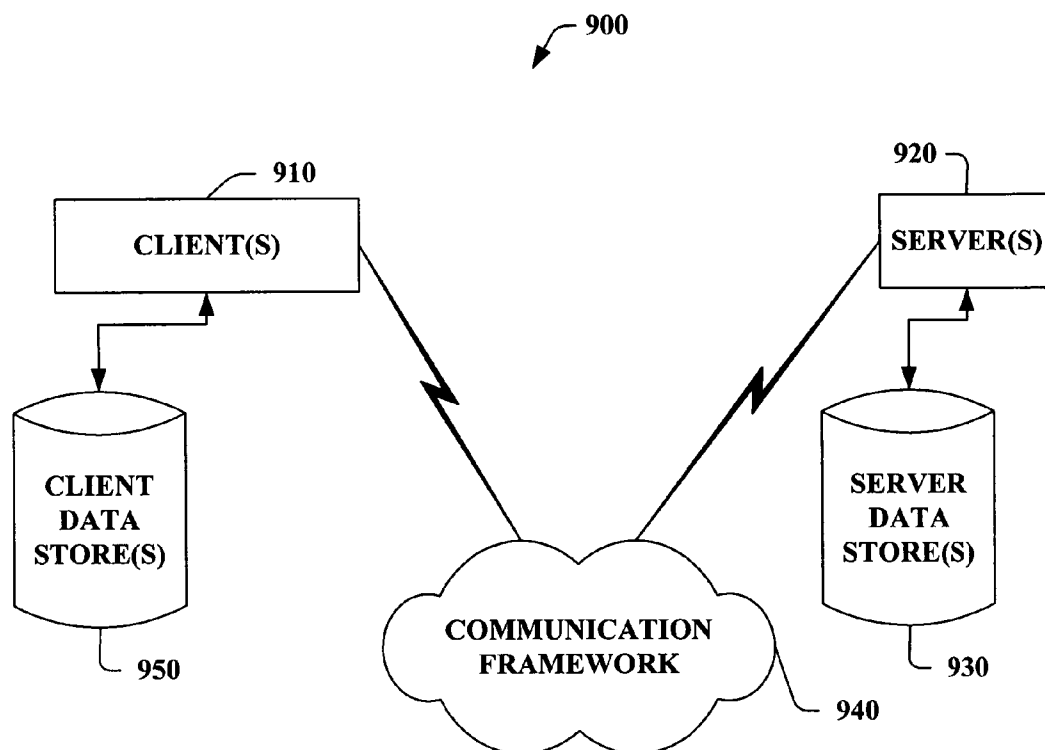 900
910
920
CLIENT(S)
SERVER(S)
CLIENT
DATA
STORE(S)
SERVER
DATA
STORE(S)
COMMUNICATION
FRAMEWORK
950
930
940